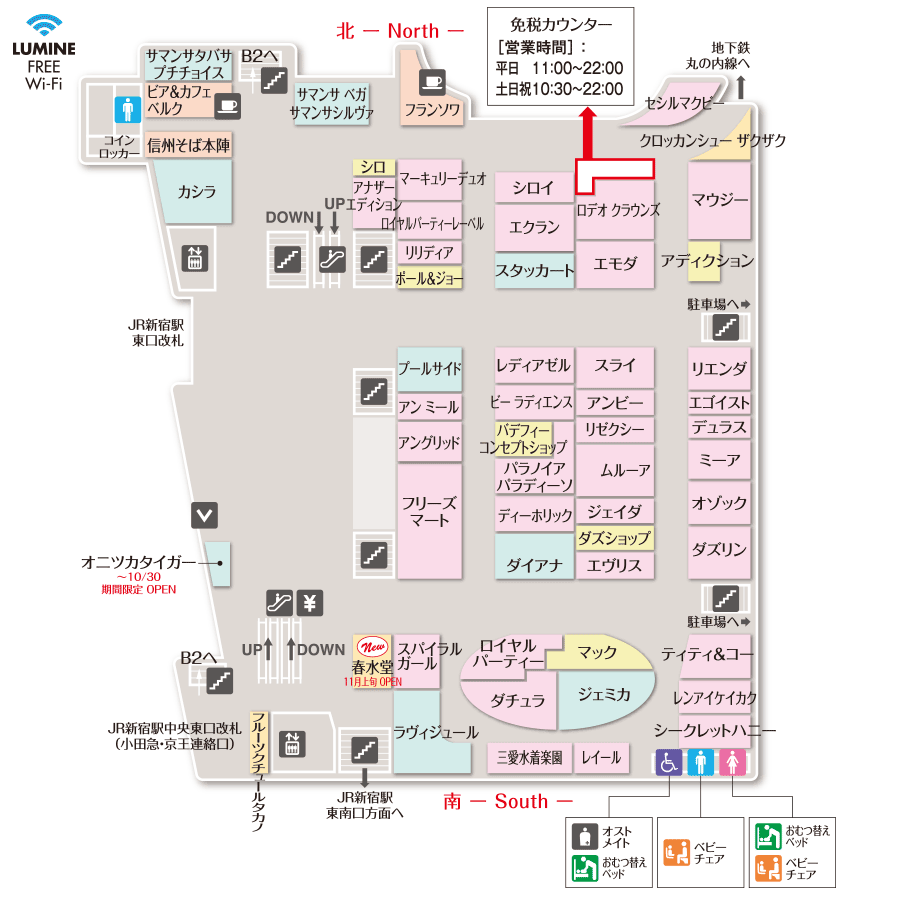 LUMINE
FREE
Wi-Fi
北 ー North ー
免税カウンター
[営業時間]：
平日 11:00~22:00
土日祝10:30~22:00
地下鉄
丸の内線へ
サマンサタバサ
プチチョイス
B2へ
ビア&カフェ
ベルク
コイン
ロッカー
信州そば本陣
カシラ
サマンサ ベガ
サマンサシルヴァ
フランソワ
セシルマクビー
クロッカンシュー ザクザク
シロ
アナザー
エディション
マーキュリーデュオ
ロイヤルパーティーレーベル
リリディア
ポール&ジョー
DOWN
UP
シロイ
エクラン
スタッカート
ロデオ クラウンズ
エモダ
マウジー
アディクション
駐車場へ
JR新宿駅
東口改札
プールサイド
アン ミール
アングリッド
フリーズ
マート
レディアゼル
ビー ラディエンス
バデフィー
コンセプトショップ
パラノイア
パラディーソ
ディーホリック
ダイアナ
スライ
アンビー
リゼクシー
ムルーア
ジェイダ
ダズショップ
エヴリス
リエンダ
エゴイスト
デュラス
ミーア
オゾック
ダズリン
駐車場へ
オニツカタイガー
～10/30
期間限定 OPEN
¥
UP
DOWN
B2へ
New
春水堂
11月上旬 OPEN
スパイラル
ガール
ロイヤル
パーティー
マック
ダチュラ
ジェミカ
ティティ&コー
レンアイケイカク
シークレットハニー
JR新宿駅中央東口改札
（小田急・京王連絡口）
フルーツクチュールタカノ
ラヴィジュール
三愛水着楽園
レイール
JR新宿駅
東南口方面へ
南 ー South ー
オスト
メイト
おむつ替え
ベッド
ベビー
チェア
おむつ替え
ベッド
ベビー
チェア